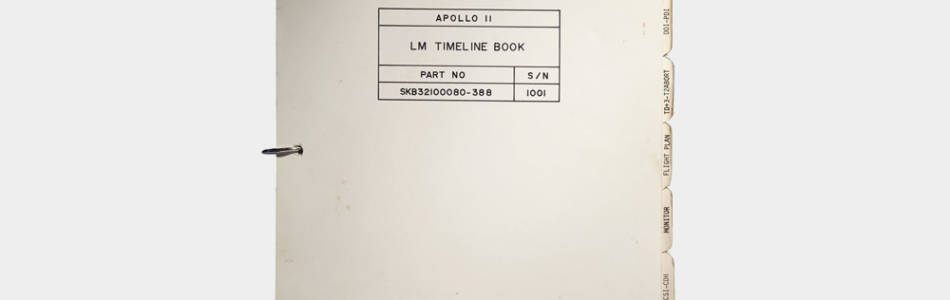 APOLLO 11
LM TIMELINE BOOK
PART NO
S/N
SKB32100080-388
1001
DOI-PDI
TD+3-T2ABORT
FLIGHT PLAN
MONITOR
CSI-CDH